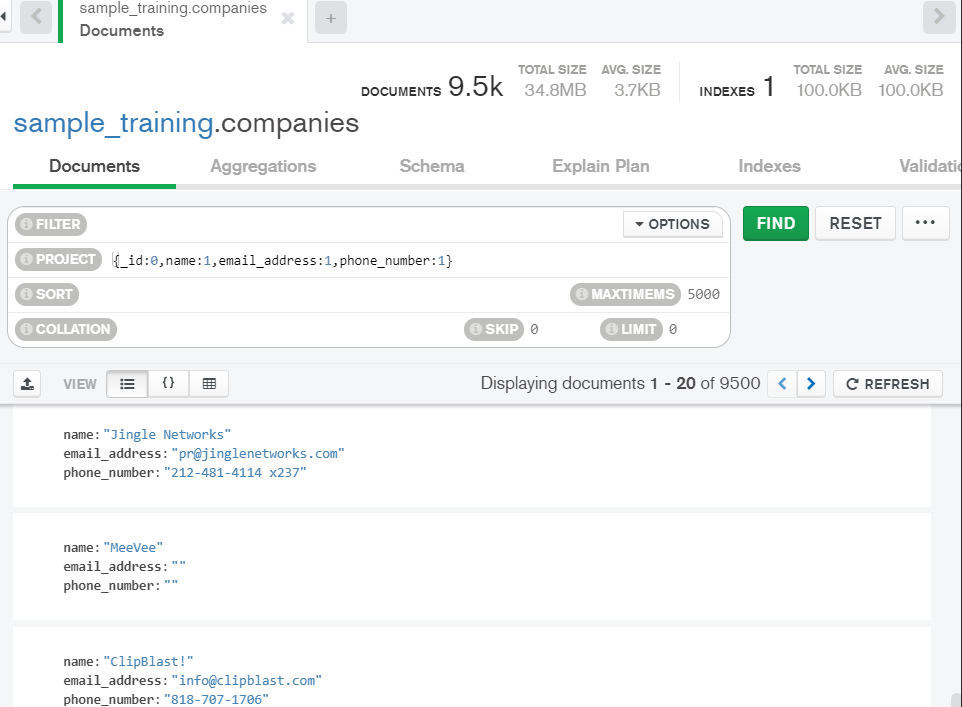 sample_training.companies
Documents
DOCUMENTS 9.5k TOTAL SIZE 34.8MB AVG. SIZE 3.7KB INDEXES 1 TOTAL SIZE 100.0KB AVG. SIZE 100.0KB
sample_training.companies
Documents Aggregations Schema Explain Plan Indexes Validatio
FILTER OPTIONS FIND RESET ···
PROJECT {_id:0,name:1,email_address:1,phone_number:1}
SORT MAXTIMEMS 5000
COLLATION SKIP 0 LIMIT 0
VIEW {} Displaying documents 1 - 20 of 9500 < > REFRESH
name: "Jingle Networks"
email_address: "pr@jinglenetworks.com"
phone_number: "212-481-4114 x237"
name: "MeeVee"
email_address: ""
phone_number: ""
name: "ClipBlast!"
email_address: "info@clipblast.com"
phone_number: "818-707-1706"